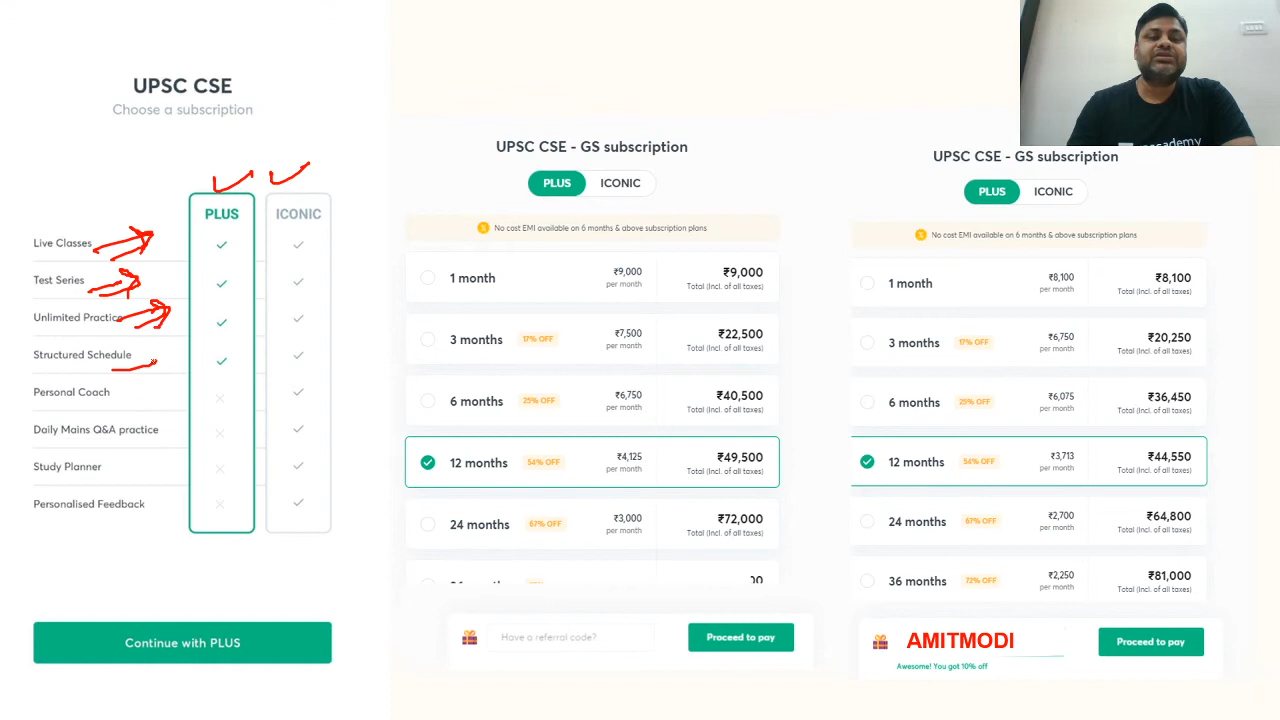 UPSC CSE
Choose a subscription
PLUS ICONIC
Live Classes
Test Series
Unlimited Practice
Structured Schedule
Personal Coach
Daily Mains Q&A practice
Study Planner
Personalised Feedback
Continue with PLUS
UPSC CSE - GS subscription
PLUS ICONIC
No cost EMI available on 6 months & above subscription plans
1 month ₹9,000 per month ₹9,000 Total (Incl. of all taxes)
3 months 17% OFF ₹7,500 per month ₹22,500 Total (Incl. of all taxes)
6 months 25% OFF ₹6,750 per month ₹40,500 Total (Incl. of all taxes)
12 months 54% OFF ₹4,125 per month ₹49,500 Total (Incl. of all taxes)
24 months 67% OFF ₹3,000 per month ₹72,000 Total (Incl. of all taxes)
Have a referral code? Proceed to pay
UPSC CSE - GS subscription
PLUS ICONIC
No cost EMI available on 6 months & above subscription plans
1 month ₹8,100 per month ₹8,100 Total (Incl. of all taxes)
3 months 17% OFF ₹6,750 per month ₹20,250 Total (Incl. of all taxes)
6 months 25% OFF ₹6,075 per month ₹36,450 Total (Incl. of all taxes)
12 months 54% OFF ₹3,713 per month ₹44,550 Total (Incl. of all taxes)
24 months 67% OFF ₹2,700 per month ₹64,800 Total (Incl. of all taxes)
36 months 72% OFF ₹2,250 per month ₹81,000 Total (Incl. of all taxes)
AMITMODI Proceed to pay
Awesome! You got 10% off